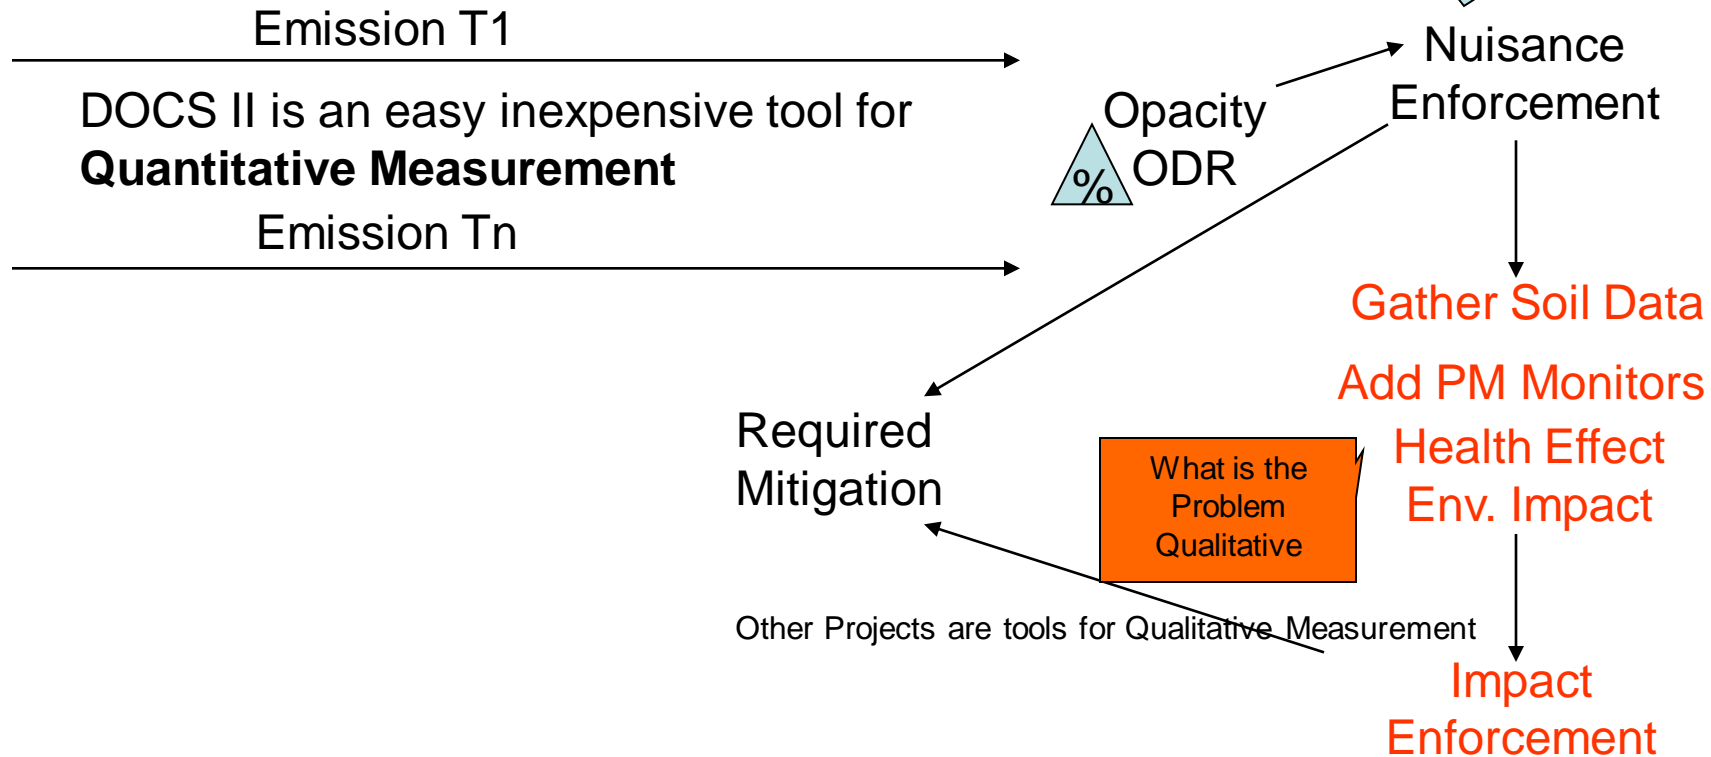 Emission T1
DOCS II is an easy inexpensive tool for
Quantitative Measurement
Emission Tn
Opacity
ODR
%
Nuisance
Enforcement
Gather Soil Data
Add PM Monitors
Health Effect
Env. Impact
Required
Mitigation
What is the
Problem
Qualitative
Other Projects are tools for Qualitative Measurement
Impact
Enforcement